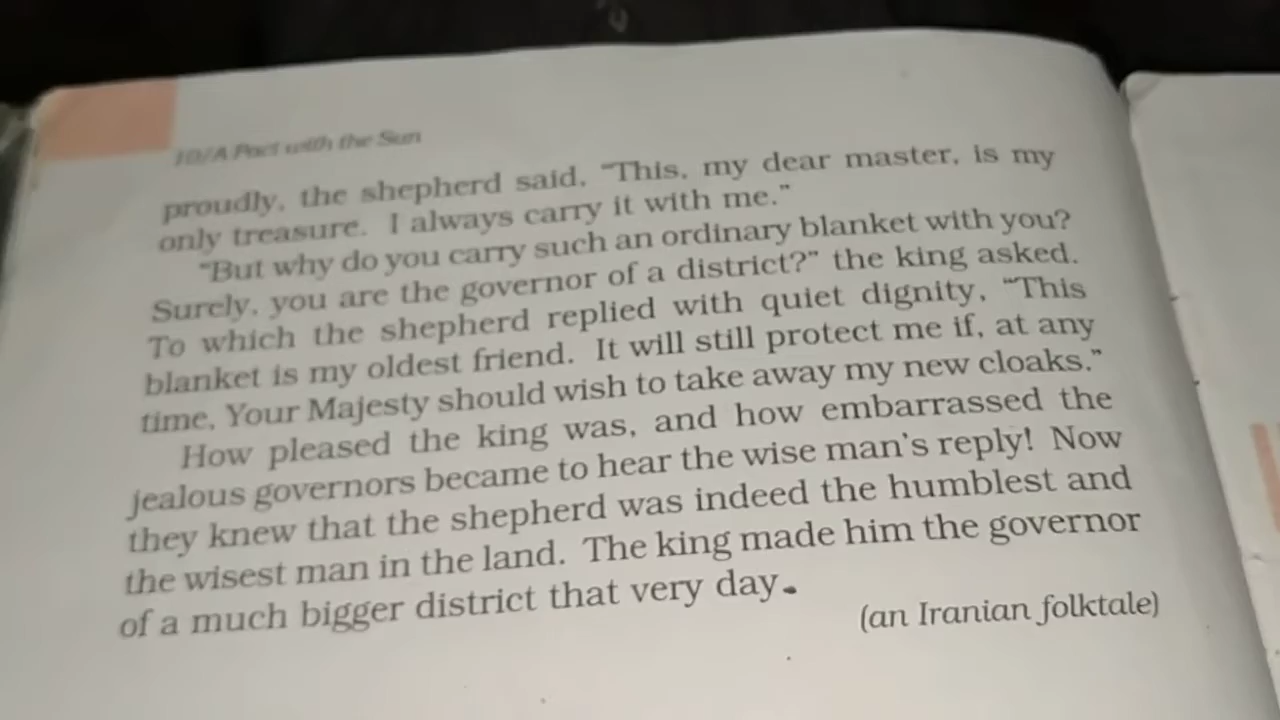 10/A Pact with the Sun
proudly, the shepherd said, “This, my dear master, is my
only treasure. I always carry it with me.”
“But why do you carry such an ordinary blanket with you?
Surely, you are the governor of a district?” the king asked.
To which the shepherd replied with quiet dignity, “This
blanket is my oldest friend. It will still protect me if, at any
time, Your Majesty should wish to take away my new cloaks.”
How pleased the king was, and how embarrassed the
jealous governors became to hear the wise man’s reply! Now
they knew that the shepherd was indeed the humblest and
the wisest man in the land. The king made him the governor
of a much bigger district that very day.
(an Iranian folktale)